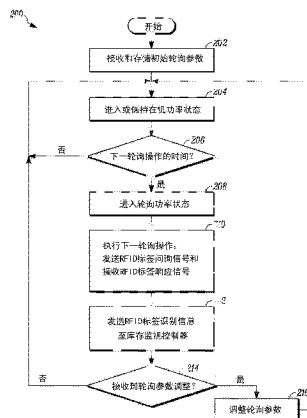 200
开始
202
接收和存储初始轮询参数
204
进入或保持在机功率状态
206
下一轮询操作的时间?
否
是
208
进入轮询功率状态
执行下一轮询操作:
发送RFID标签问询信号和
接收RFID标签响应信号
发送RFID标签识别信息
至库存监视控制器
214
接收到轮询参数调整?
否
是
调整轮询参数